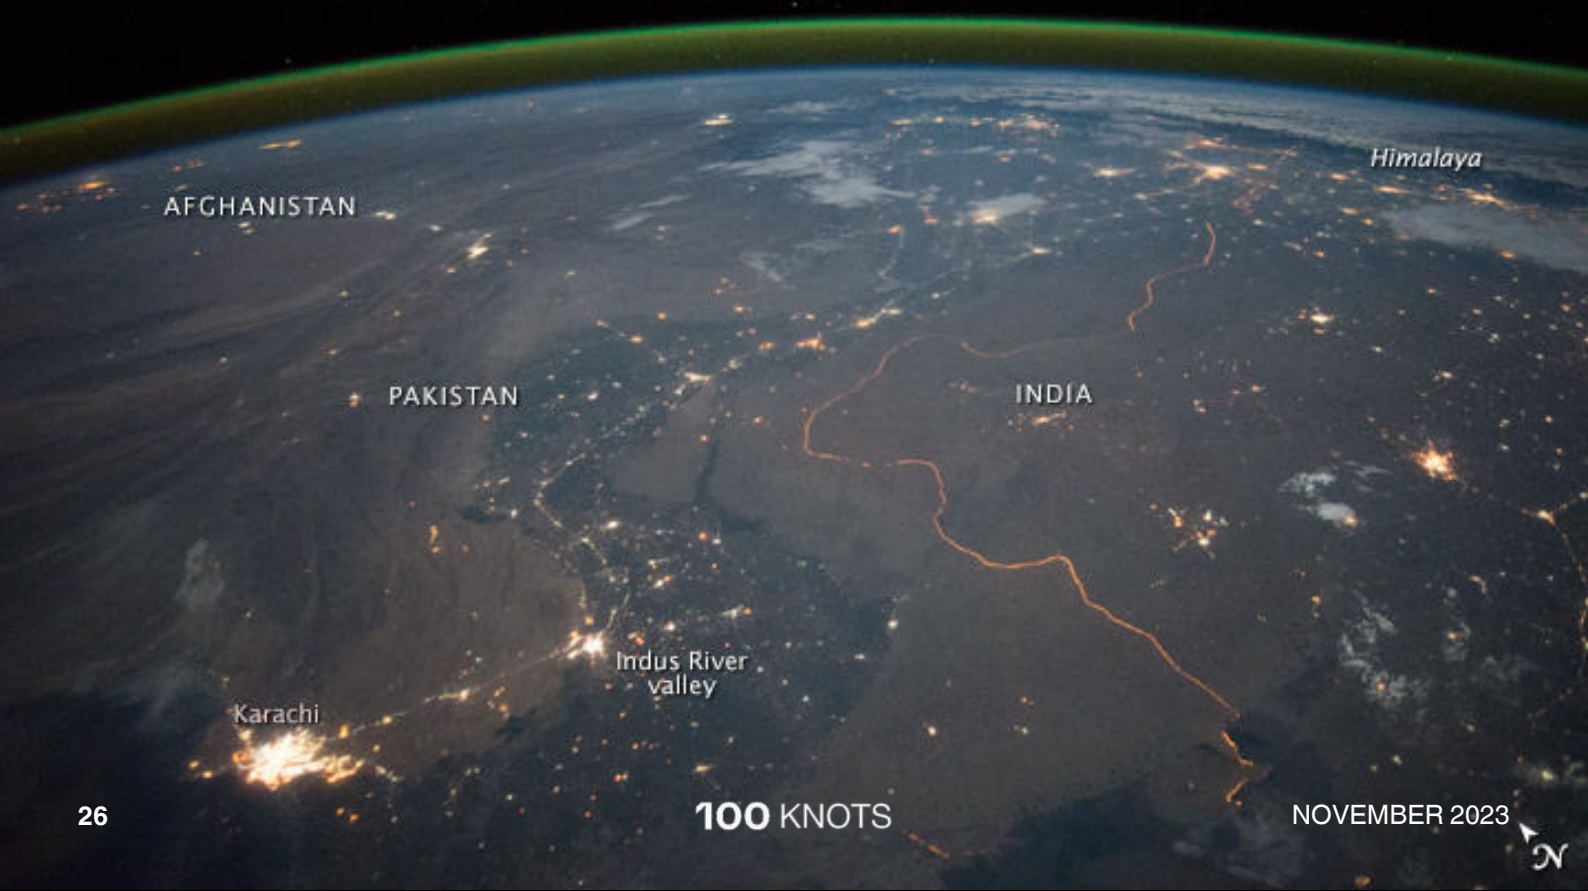 Himalaya
AFGHANISTAN
PAKISTAN
INDIA
Indus River
valley
Karachi
26
100 KNOTS
NOVEMBER 2023
N